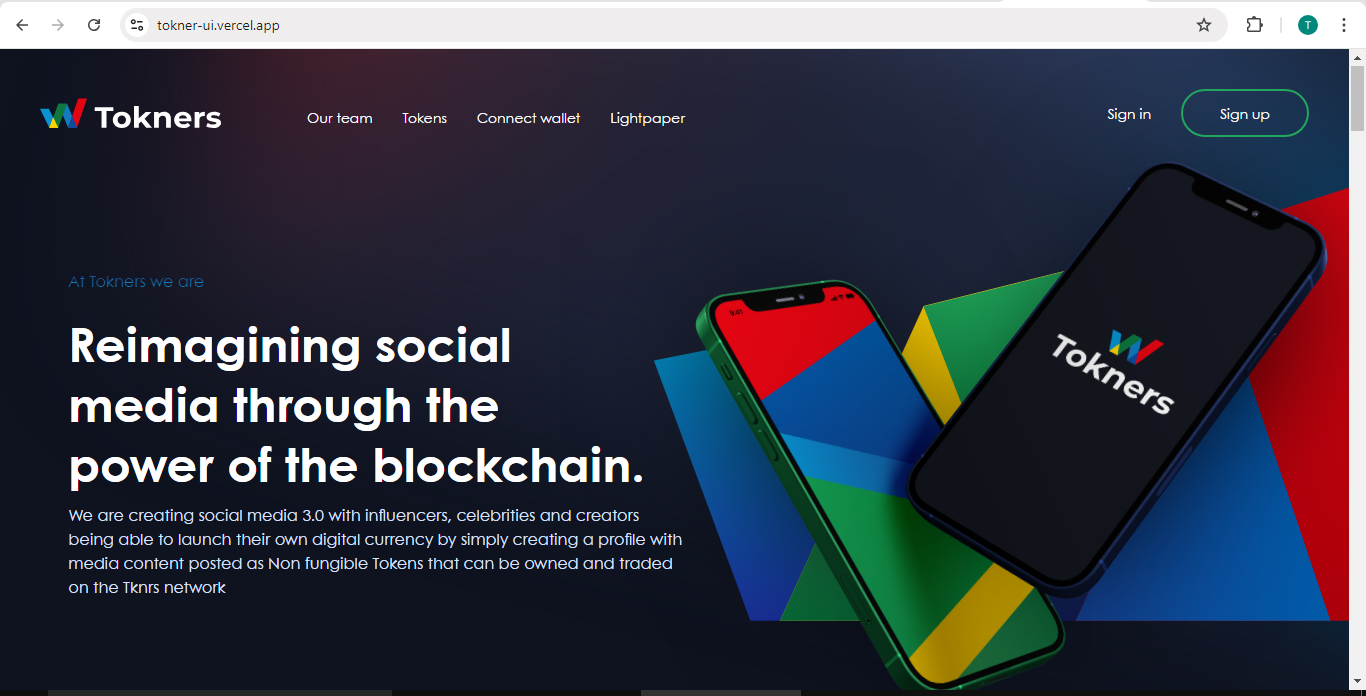 tokner-ui.vercel.app
T
Tokners
Our team
Tokens
Connect wallet
Lightpaper
Sign in
Sign up
At Tokners we are
Reimagining social
media through the
power of the blockchain.
We are creating social media 3.0 with influencers, celebrities and creators
being able to launch their own digital currency by simply creating a profile with
media content posted as Non fungible Tokens that can be owned and traded
on the Tknrs network
9:41
Tokners